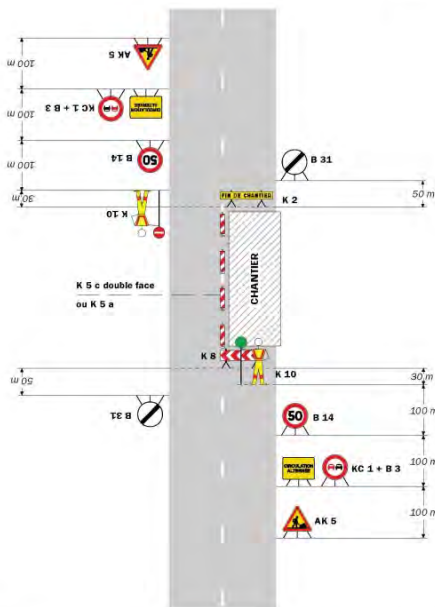 100 m
AK 5
100 m
KC 1 + B 3
CIRCULATION
ALTERNÉE
100 m
B 14
50
30 m
K 10
B 31
50 m
FIN DE CHANTIER
K 2
CHANTIER
K 5 c double face
ou K 5 a
K 8
K 10
30 m
50 m
B 31
50
B 14
100 m
CIRCULATION
ALTERNÉE
KC 1 + B 3
100 m
AK 5
100 m